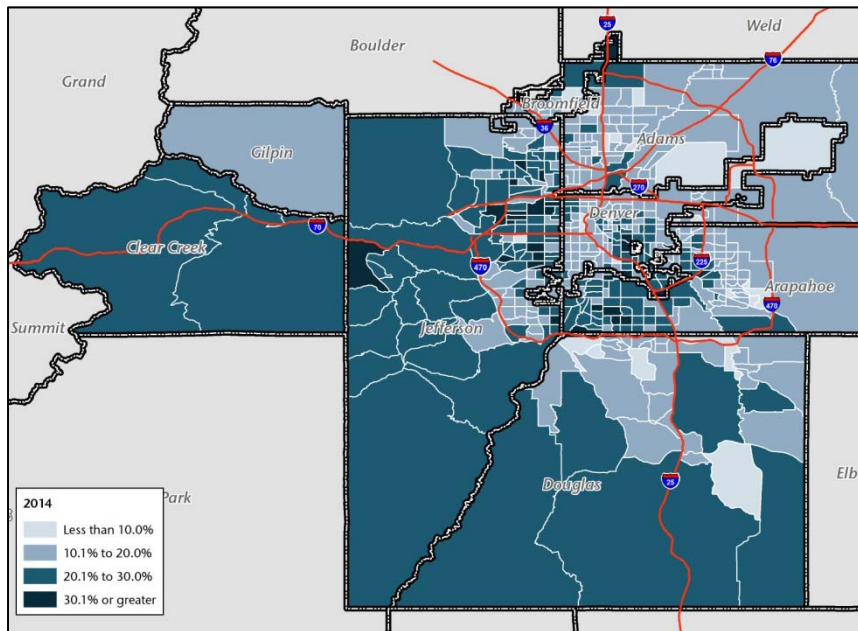 25
Weld
Boulder
76
Grand
Broomfield
36
Adams
Gilpin
270
Denver
70
Clear Creek
470
225
Arapahoe
470
Summit
Jefferson
Park
Douglas
25
Elb
2014
Less than 10.0%
10.1% to 20.0%
20.1% to 30.0%
30.1% or greater